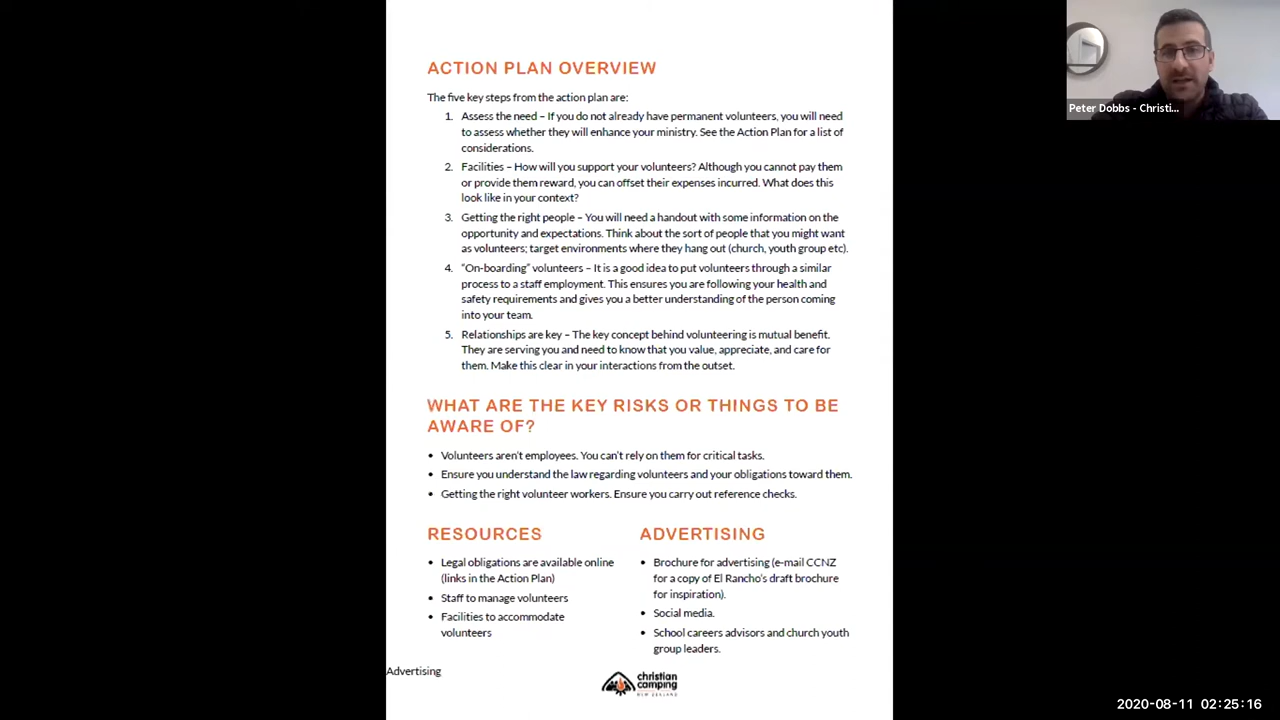 ACTION PLAN OVERVIEW
The five key steps from the action plan are:
1. Assess the need – If you do not already have permanent volunteers, you will need
to assess whether they will enhance your ministry. See the Action Plan for a list of
considerations.
2. Facilities – How will you support your volunteers? Although you cannot pay them
or provide them reward, you can offset their expenses incurred. What does this
look like in your context?
3. Getting the right people – You will need a handout with some information on the
opportunity and expectations. Think about the sort of people that you might want
as volunteers; target environments where they hang out (church, youth group etc).
4. "On-boarding" volunteers – It is a good idea to put volunteers through a similar
process to a staff employment. This ensures you are following your health and
safety requirements and gives you a better understanding of the person coming
into your team.
5. Relationships are key – The key concept behind volunteering is mutual benefit.
They are serving you and need to know that you value, appreciate, and care for
them. Make this clear in your interactions from the outset.
WHAT ARE THE KEY RISKS OR THINGS TO BE
AWARE OF?
• Volunteers aren't employees. You can't rely on them for critical tasks.
• Ensure you understand the law regarding volunteers and your obligations toward them.
• Getting the right volunteer workers. Ensure you carry out reference checks.
RESOURCES
• Legal obligations are available online
(links in the Action Plan)
• Staff to manage volunteers
• Facilities to accommodate
volunteers
ADVERTISING
• Brochure for advertising (e-mail CCNZ
for a copy of El Rancho's draft brochure
for inspiration).
• Social media.
• School careers advisors and church youth
group leaders.
Advertising
christian
camping
NEW ZEALAND
Peter Dobbs - Christi...
2020-08-11 02:25:16